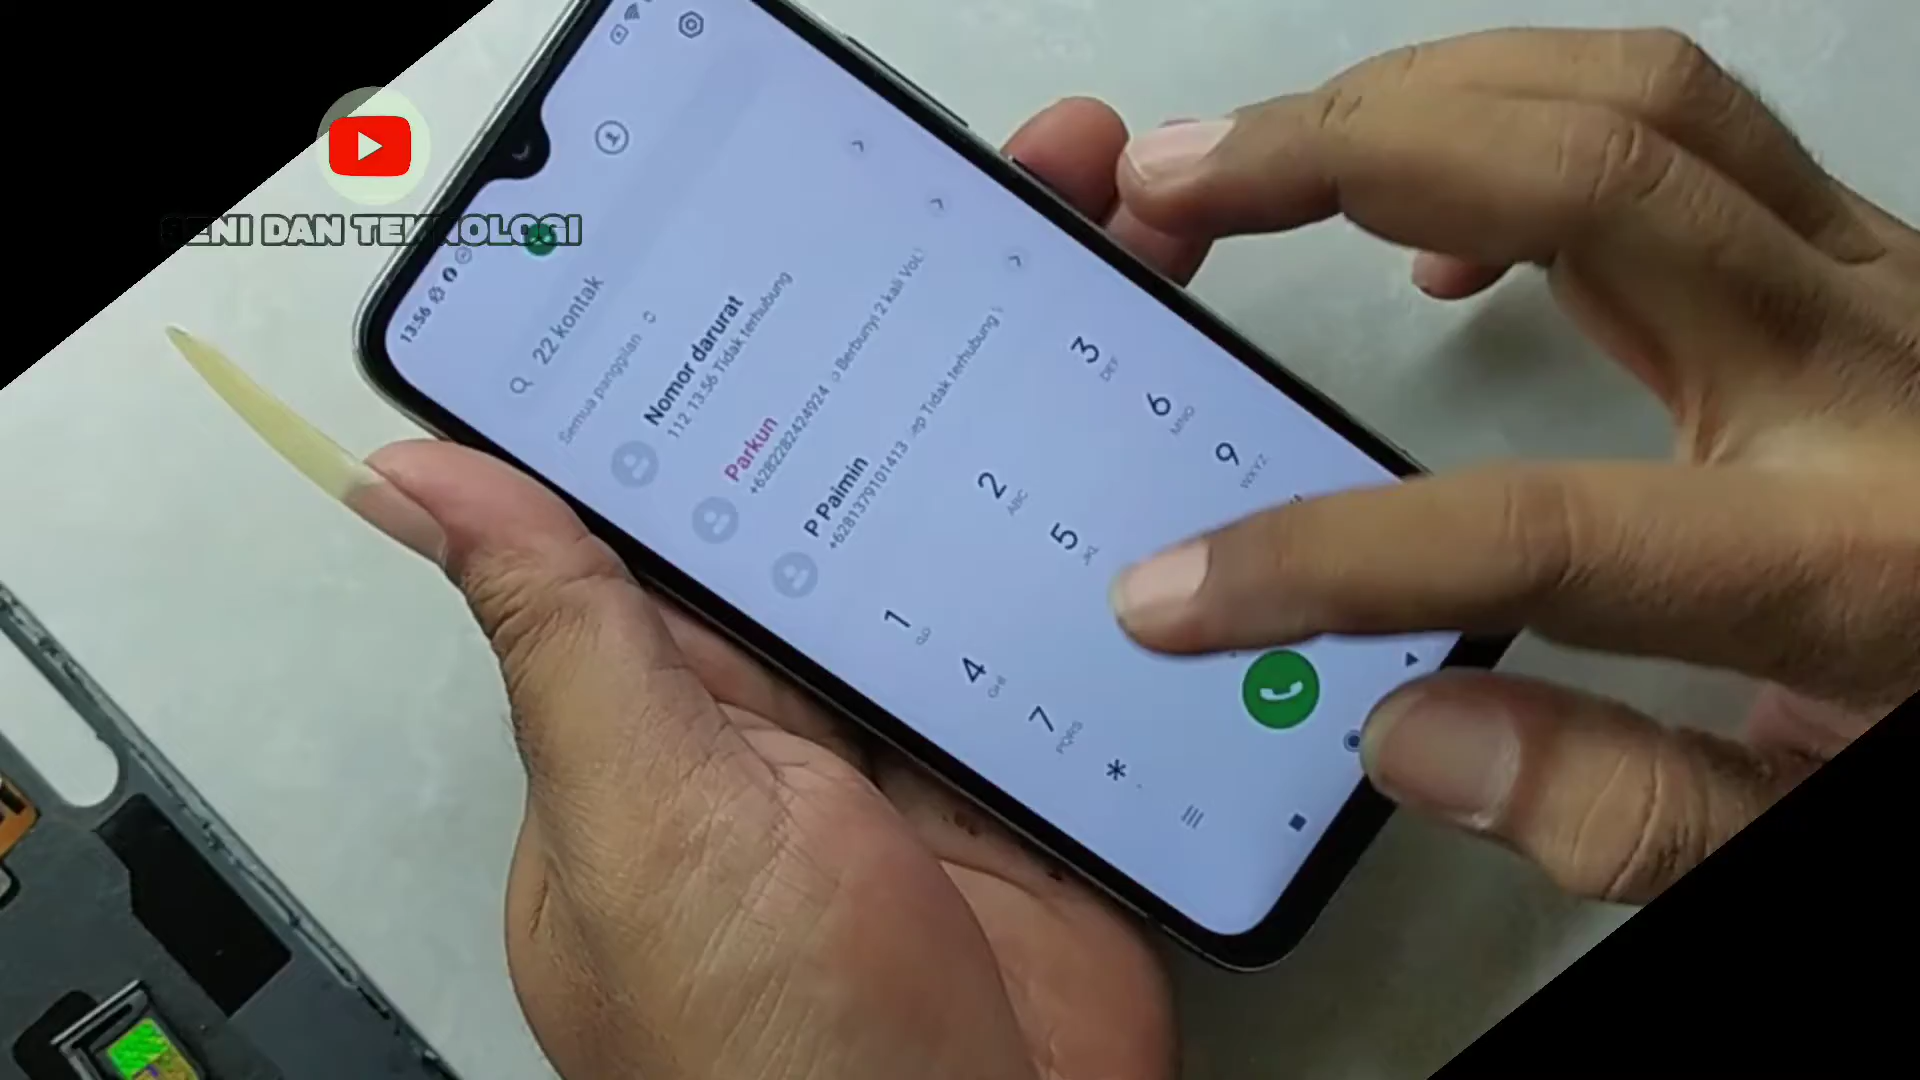 SENI DAN TEKNOLOGI
13:56
22 kontak
Semua panggilan
Nomor darurat
112 13:56 Tidak terhubung
Parkun
+6282282424924 Berbunyi 2 kali VoL
P Paimin
+6281379101413 Tidak terhubung
1
2 ABC
3 DEF
4 GHI
5 JKL
6 MNO
7 PQRS
9 WXYZ
*